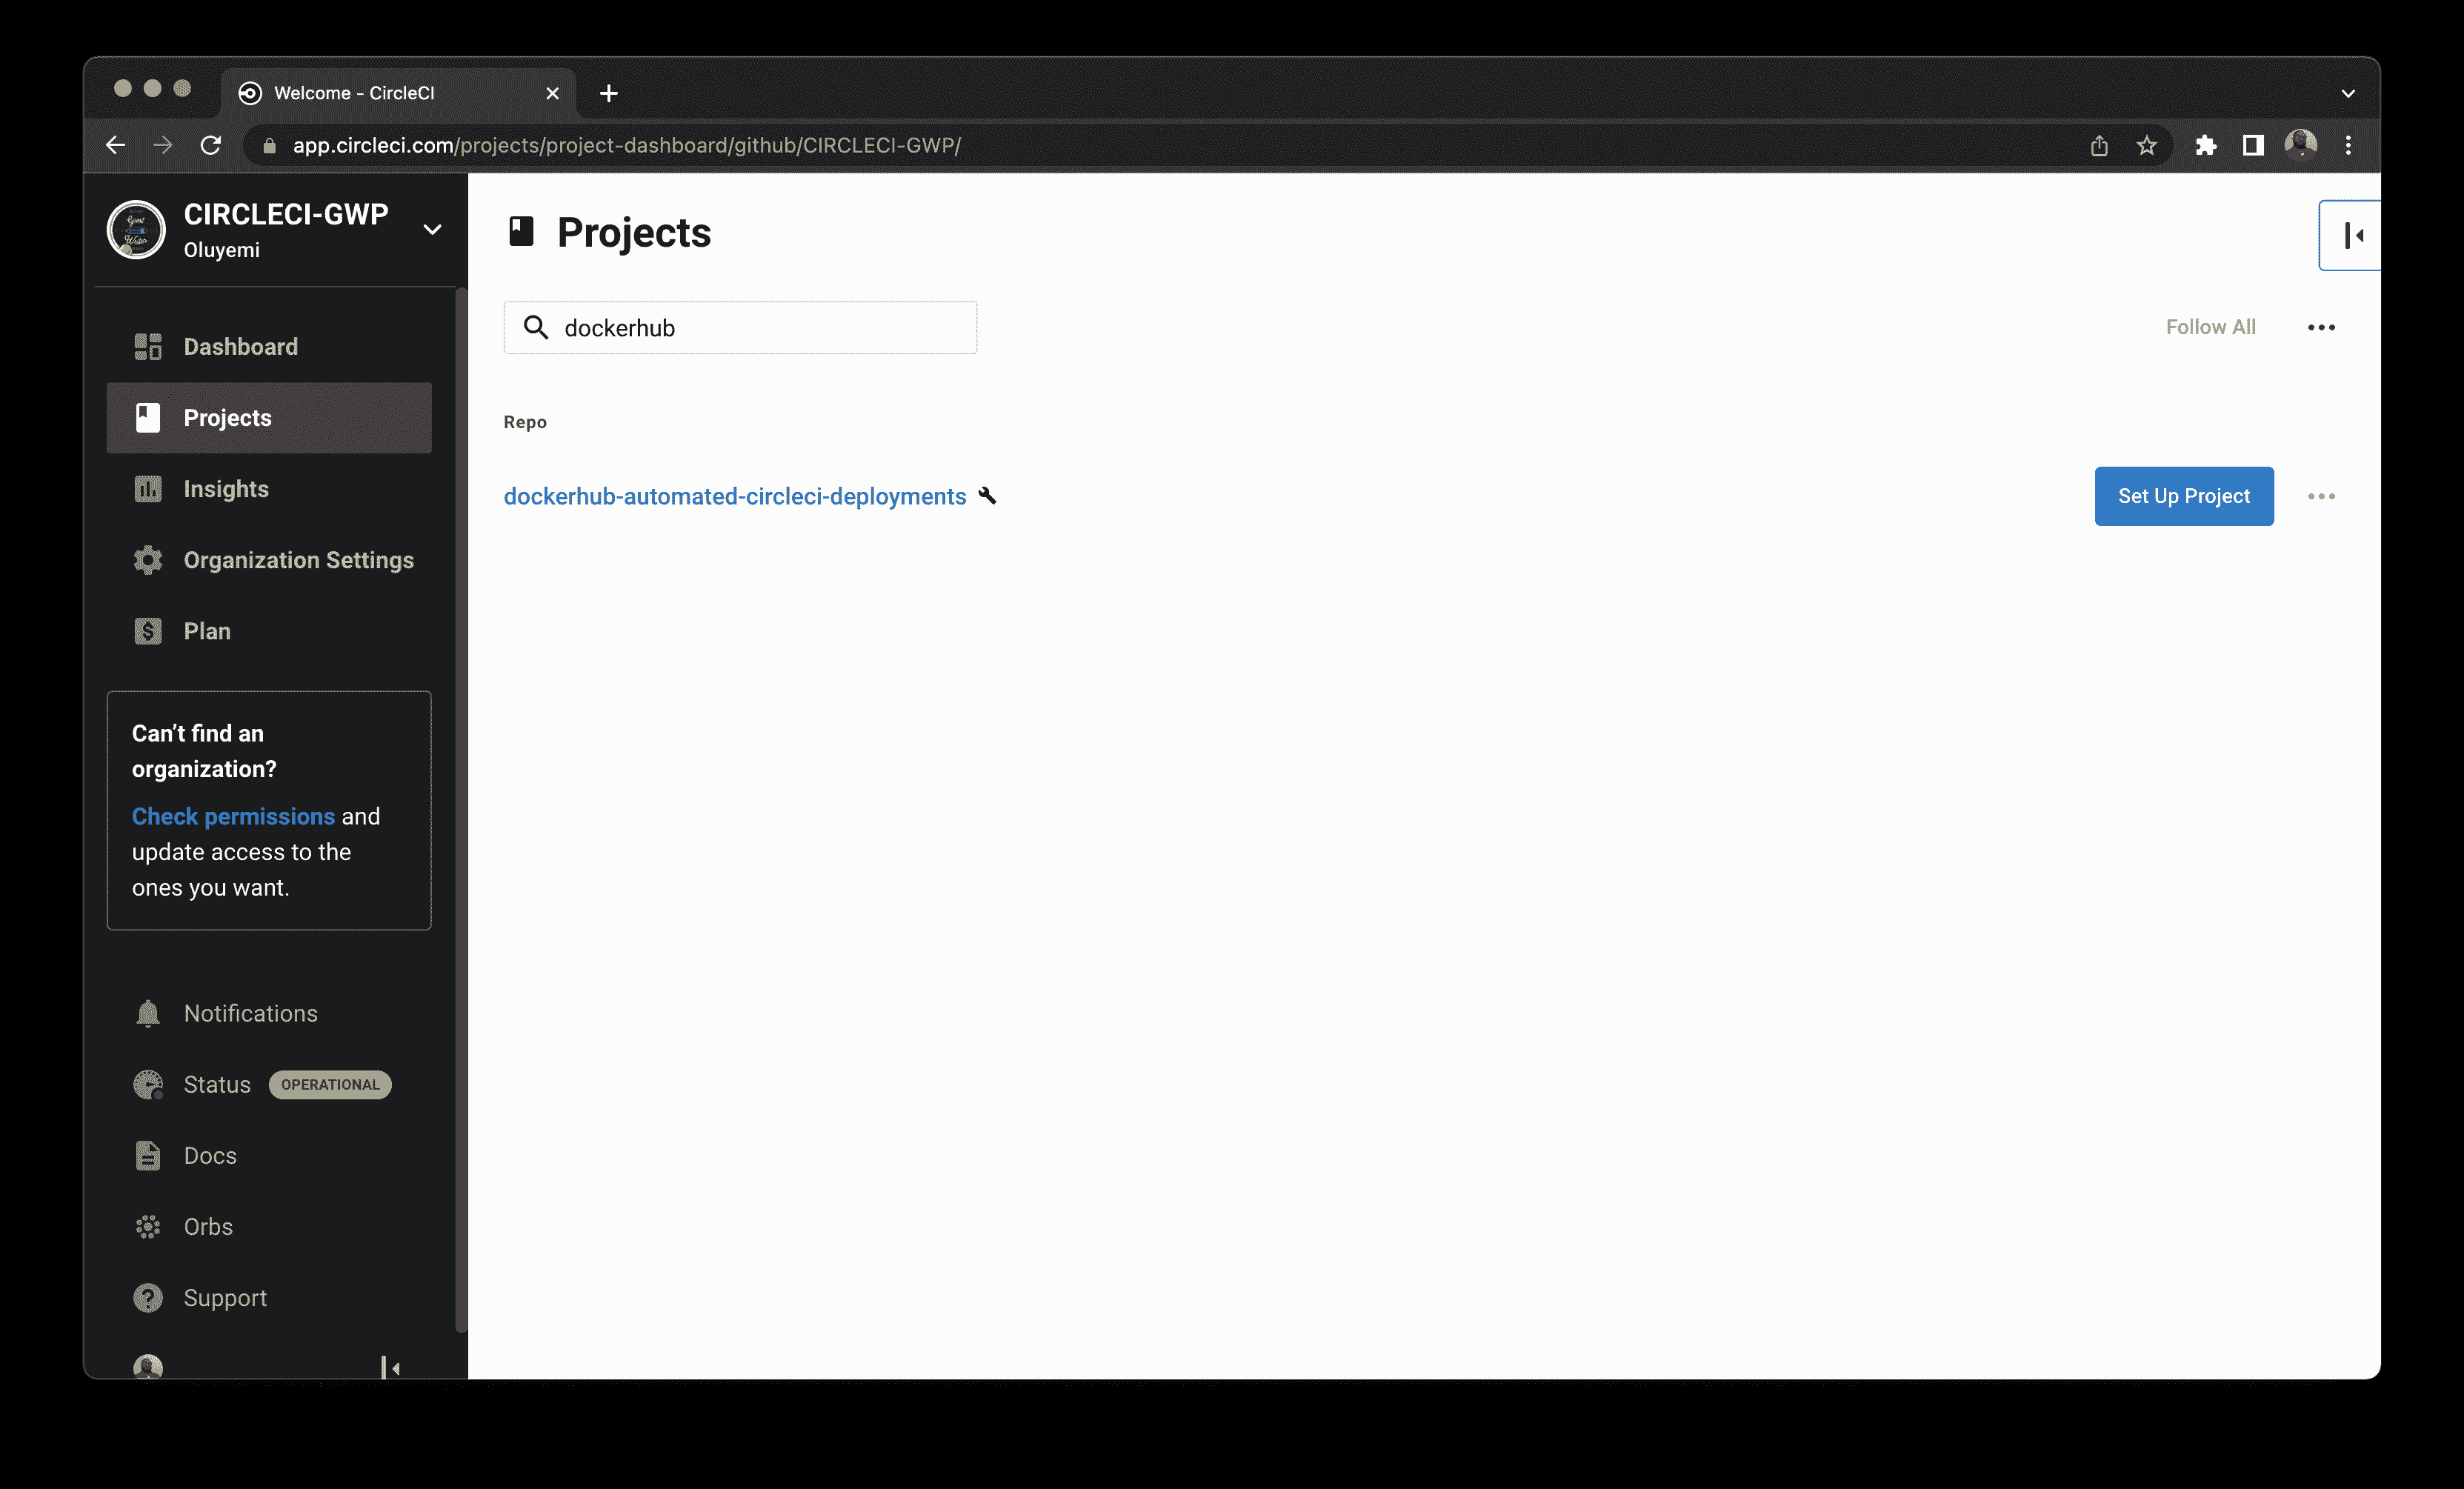 Welcome - CircleCI
app.circleci.com/projects/project-dashboard/github/CIRCLECI-GWP/
CIRCLECI-GWP
Oluyemi
Guest
Writer
Dashboard
Projects
Insights
Organization Settings
Plan
Can’t find an
organization?
Check permissions and
update access to the
ones you want.
Notifications
Status OPERATIONAL
Docs
Orbs
Support
Projects
dockerhub
Follow All
Repo
dockerhub-automated-circleci-deployments
Set Up Project